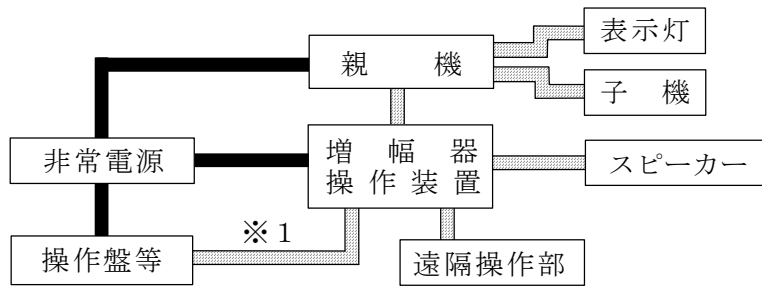 表示灯
親機
子機
非常電源
増幅器
操作装置
スピーカー
※1
操作盤等
遠隔操作部